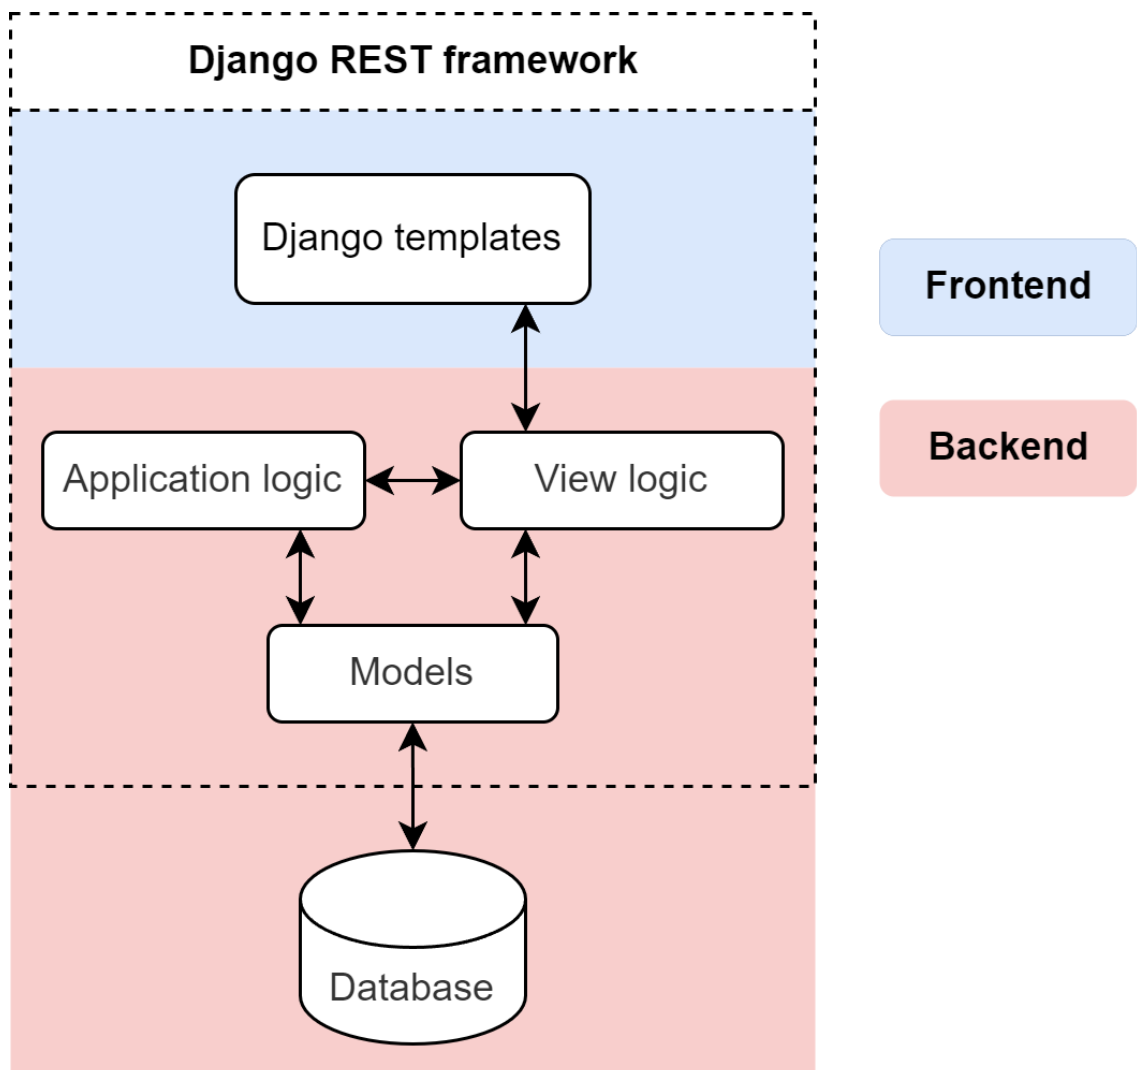 Django REST framework
Django templates
Frontend
Backend
Application logic
View logic
Models
Database